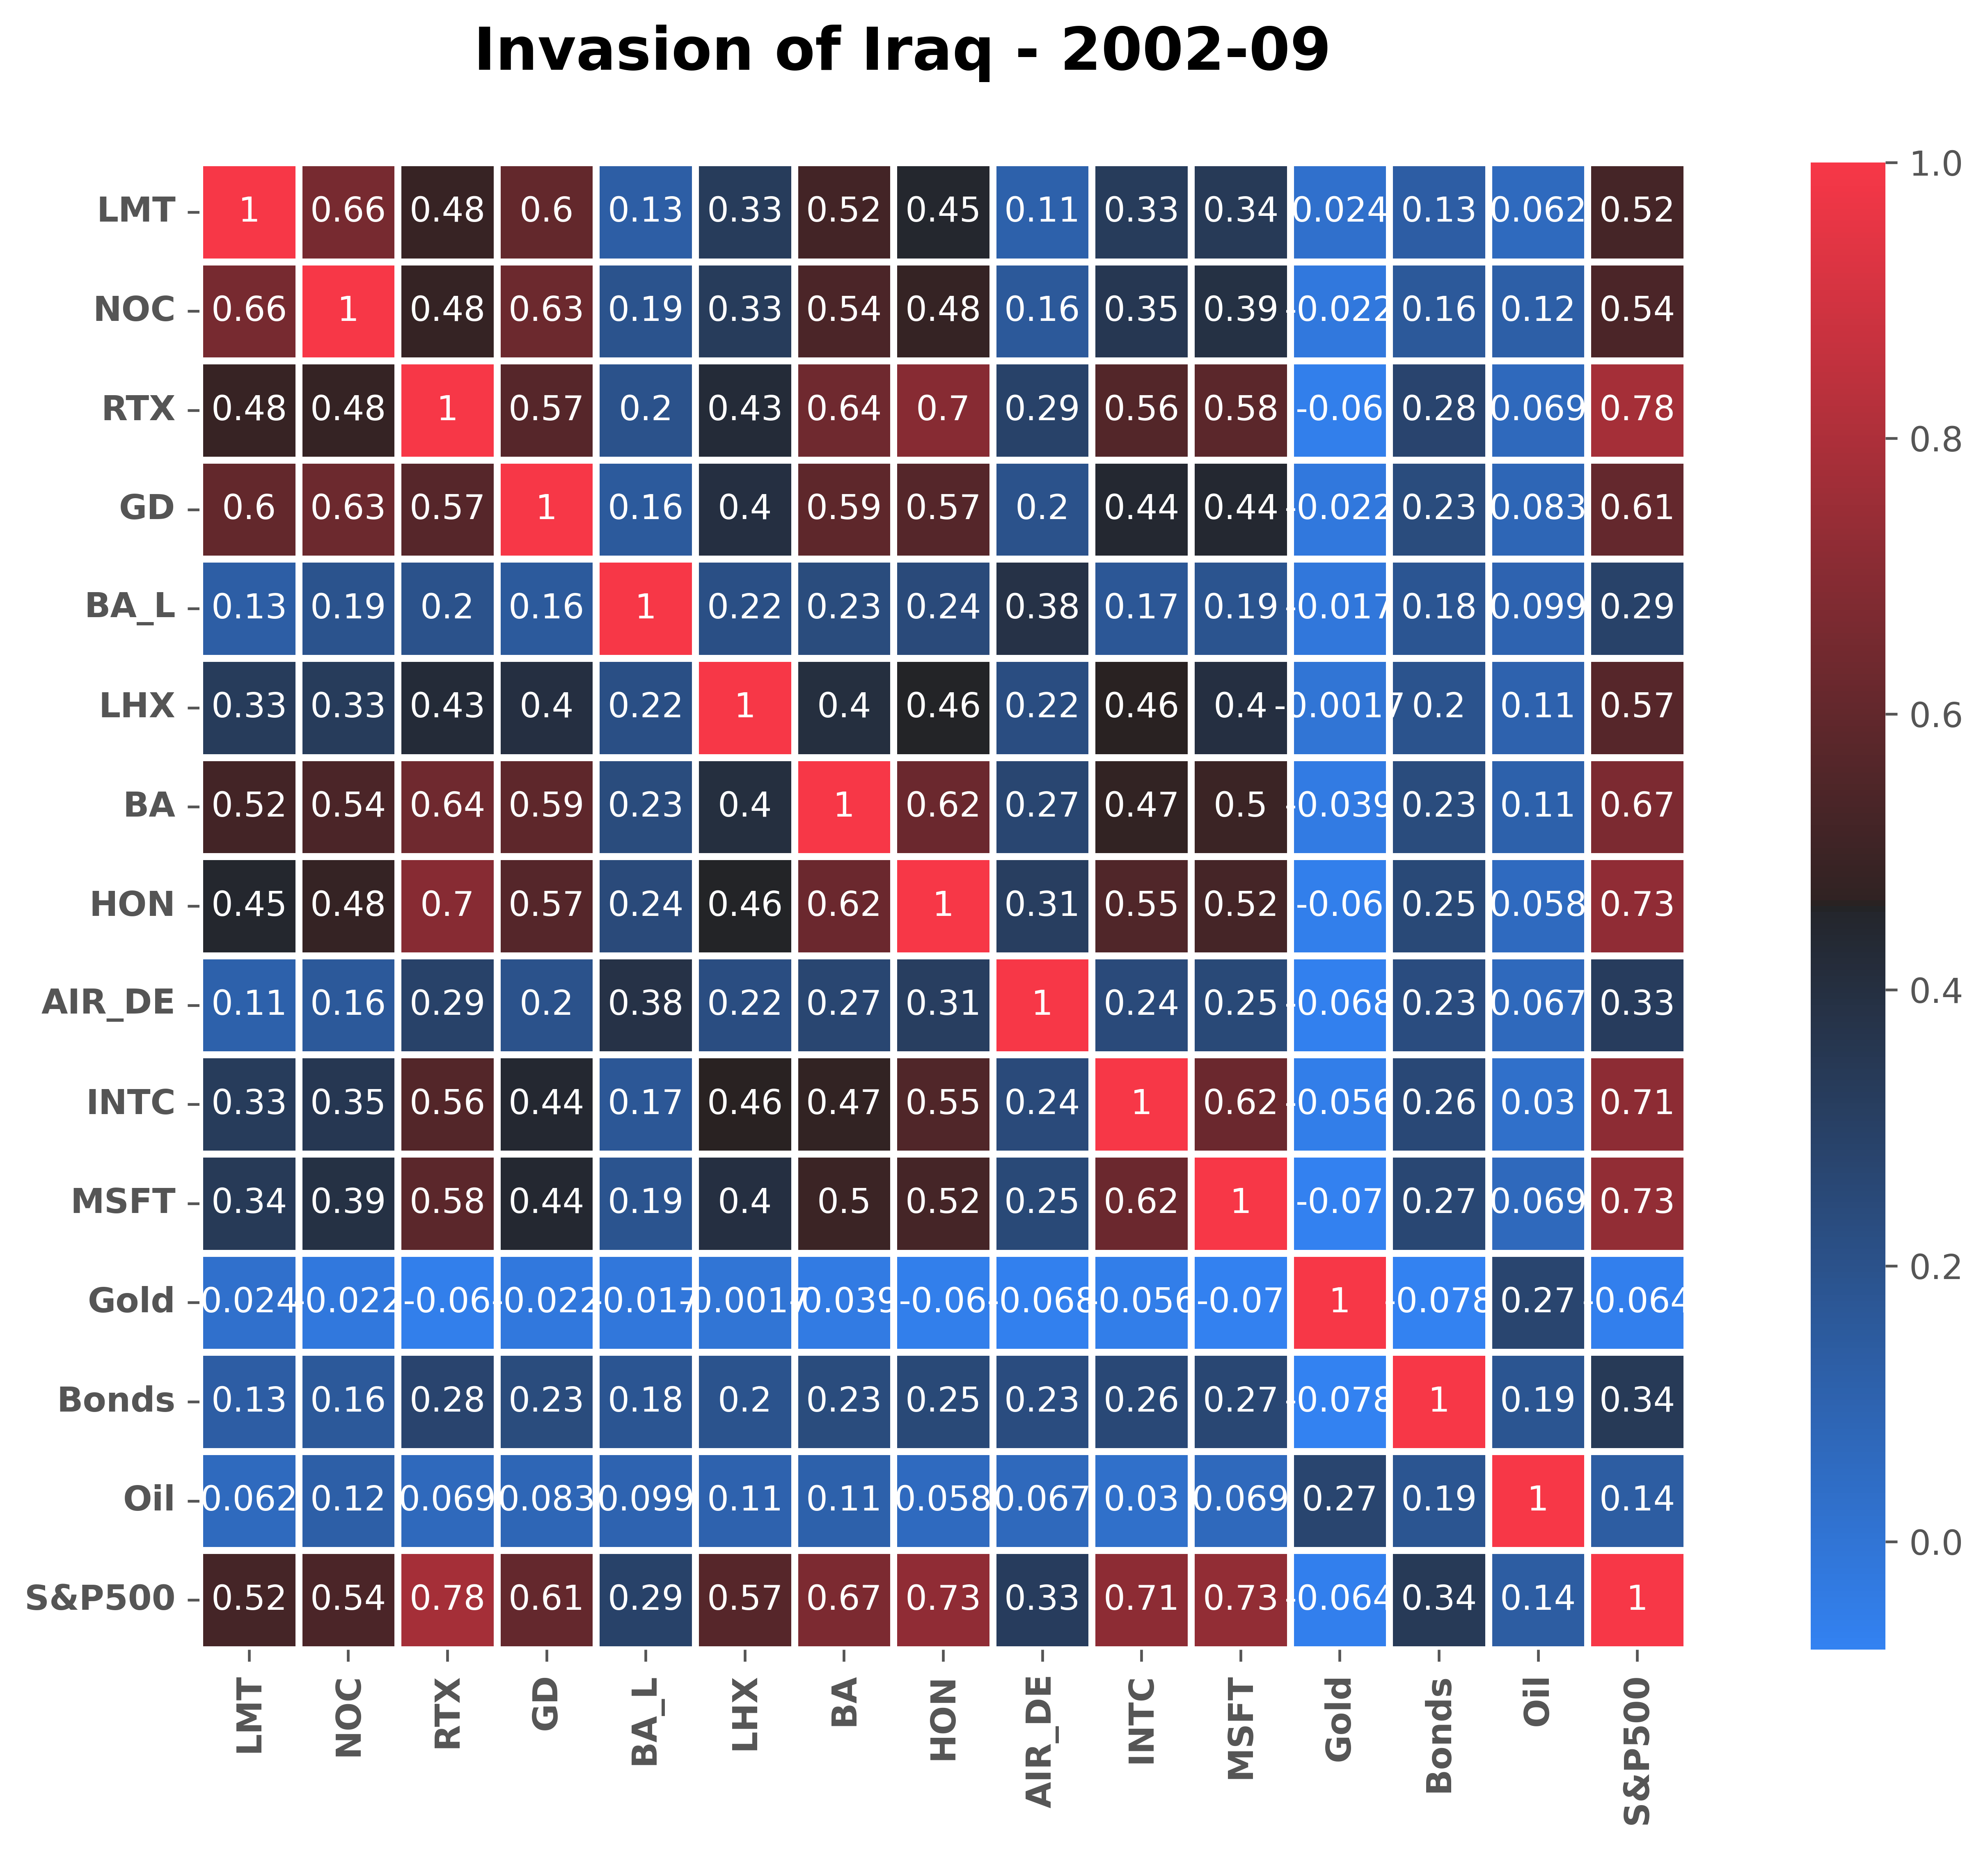 Invasion of Iraq - 2002-09
LMT 1 0.66 0.48 0.6 0.13 0.33 0.52 0.45 0.11 0.33 0.34 0.024 0.13 0.062 0.52
NOC 0.66 1 0.48 0.63 0.19 0.33 0.54 0.48 0.16 0.35 0.39 -0.022 0.16 0.12 0.54
RTX 0.48 0.48 1 0.57 0.2 0.43 0.64 0.7 0.29 0.56 0.58 -0.06 0.28 0.069 0.78
GD 0.6 0.63 0.57 1 0.16 0.4 0.59 0.57 0.2 0.44 0.44 -0.022 0.23 0.083 0.61
BA_L 0.13 0.19 0.2 0.16 1 0.22 0.23 0.24 0.38 0.17 0.19 -0.017 0.18 0.099 0.29
LHX 0.33 0.33 0.43 0.4 0.22 1 0.4 0.46 0.22 0.46 0.4 -0.0017 0.2 0.11 0.57
BA 0.52 0.54 0.64 0.59 0.23 0.4 1 0.62 0.27 0.47 0.5 -0.039 0.23 0.11 0.67
HON 0.45 0.48 0.7 0.57 0.24 0.46 0.62 1 0.31 0.55 0.52 -0.06 0.25 0.058 0.73
AIR_DE 0.11 0.16 0.29 0.2 0.38 0.22 0.27 0.31 1 0.24 0.25 -0.068 0.23 0.067 0.33
INTC 0.33 0.35 0.56 0.44 0.17 0.46 0.47 0.55 0.24 1 0.62 -0.056 0.26 0.03 0.71
MSFT 0.34 0.39 0.58 0.44 0.19 0.4 0.5 0.52 0.25 0.62 1 -0.07 0.27 0.069 0.73
Gold 0.024 -0.022 -0.06 -0.022 -0.017 -0.0017 -0.039 -0.06 -0.068 -0.056 -0.07 1 -0.078 0.27 -0.064
Bonds 0.13 0.16 0.28 0.23 0.18 0.2 0.23 0.25 0.23 0.26 0.27 -0.078 1 0.19 0.34
Oil 0.062 0.12 0.069 0.083 0.099 0.11 0.11 0.058 0.067 0.03 0.069 0.27 0.19 1 0.14
S&P500 0.52 0.54 0.78 0.61 0.29 0.57 0.67 0.73 0.33 0.71 0.73 -0.064 0.34 0.14 1
LMT NOC RTX GD BA_L LHX BA HON AIR_DE INTC MSFT Gold Bonds Oil S&P500
1.0
0.8
0.6
0.4
0.2
0.0